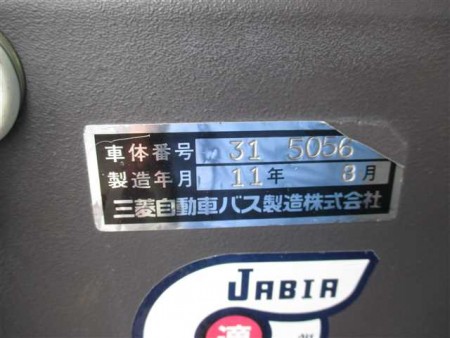 車体番号 31 5056
製造年月 11年 8月
三菱自動車バス製造株式会社
JABIA
適